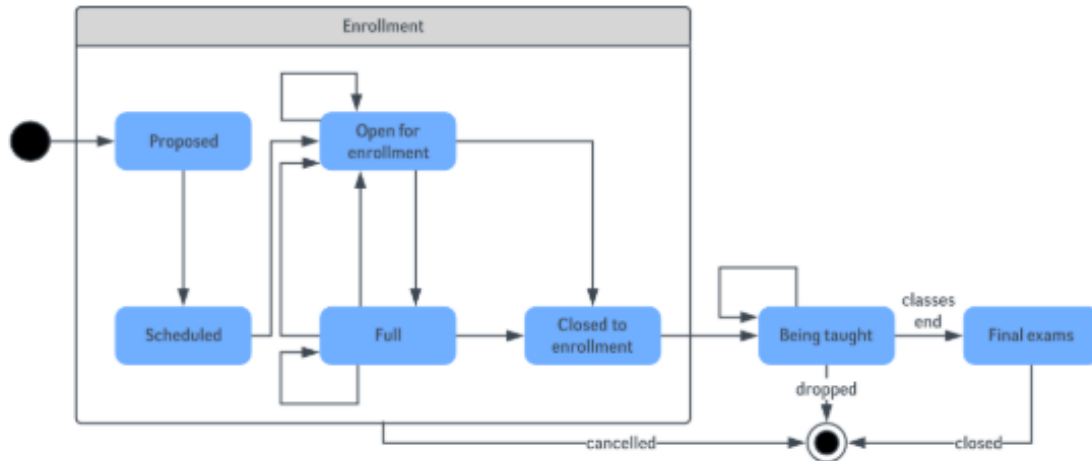 Enrollment
Proposed
Open for
enrollment
Scheduled
Full
Closed to
enrollment
Being taught
classes
end
Final exams
dropped
cancelled
closed